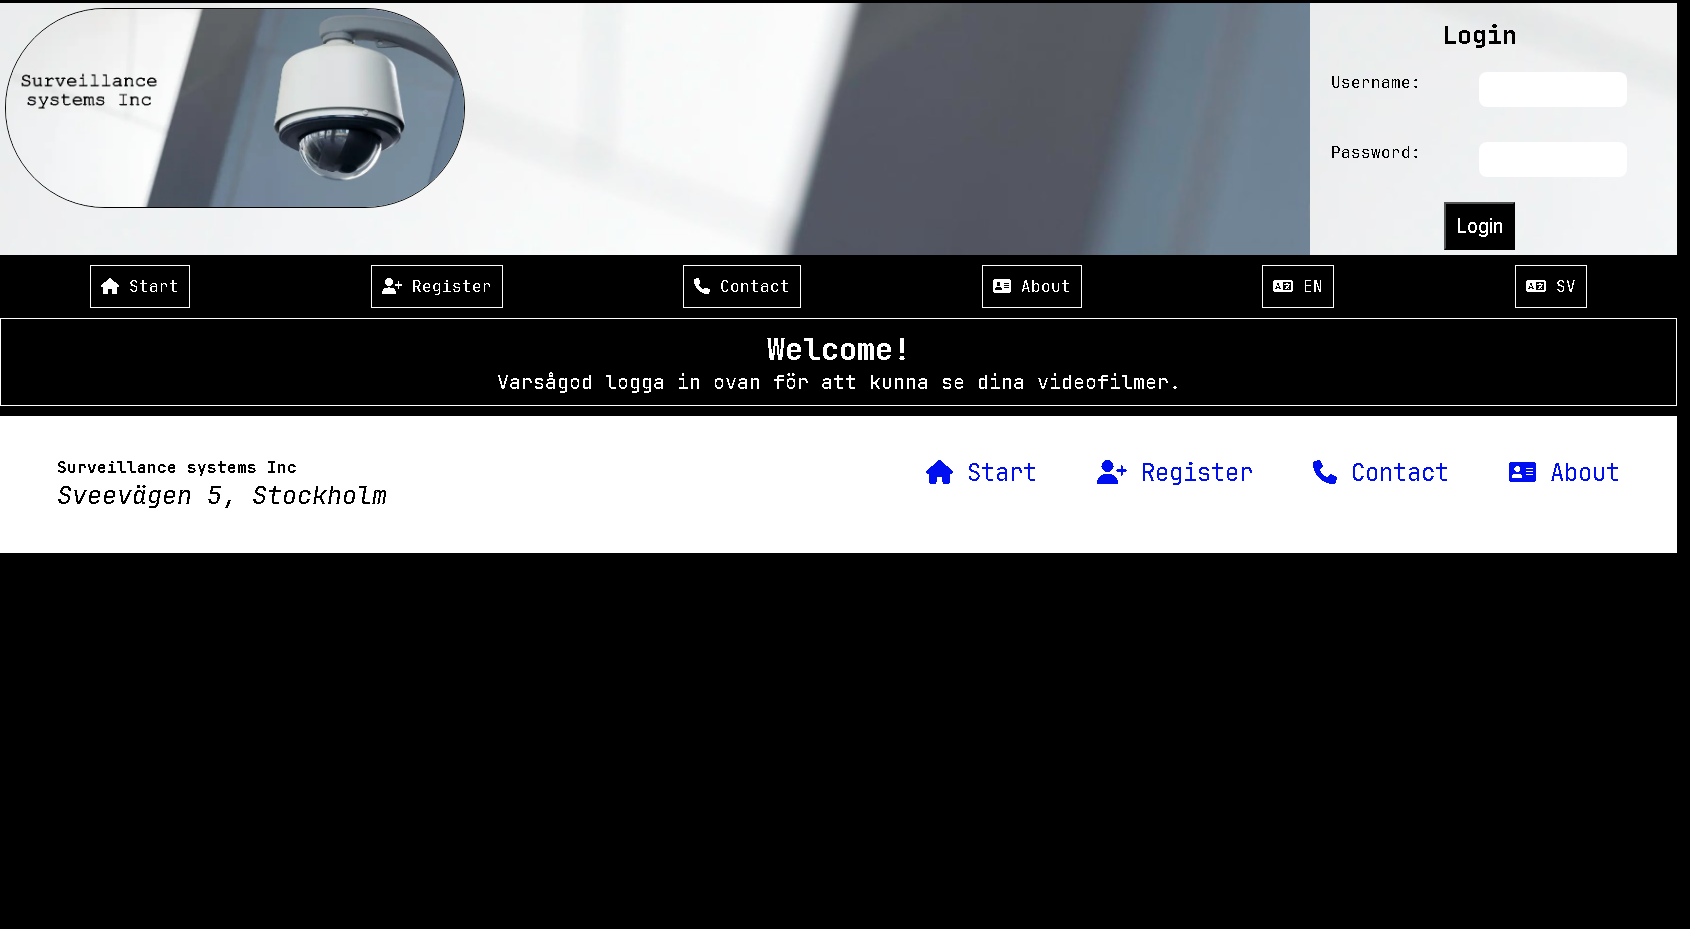 Surveillance
systems Inc
Login
Username:
Password:
Login
Start
Register
Contact
About
EN
SV
Welcome!
Varsågod logga in ovan för att kunna se dina videofilmer.
Surveillance systems Inc
Sveevägen 5, Stockholm
Start
Register
Contact
About